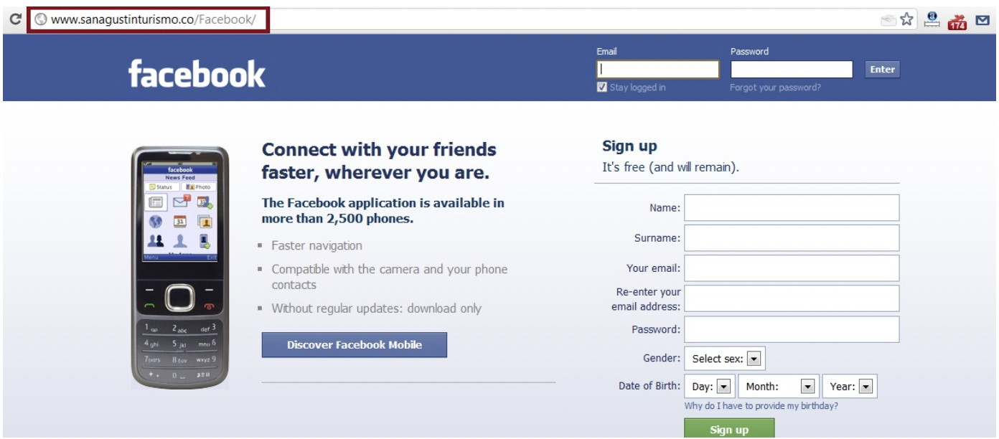 www.sanagustinturismo.co/Facebook/
174
facebook
Email
Password
Enter
Stay logged in
Forgot your password?
facebook
News Feed
Status
Photo
31
Menu
Exit
1
2 abc
def 3
4 ghi
5 jkl
mno 6
wxyz 9
Connect with your friends
faster, wherever you are.
The Facebook application is available in
more than 2,500 phones.
Faster navigation
Compatible with the camera and your phone
contacts
Without regular updates: download only
Discover Facebook Mobile
Sign up
It's free (and will remain).
Name:
Surname:
Your email:
Re-enter your
email address:
Password:
Gender: Select sex:
Date of Birth: Day: Month: Year:
Why do I have to provide my birthday?
Sign up